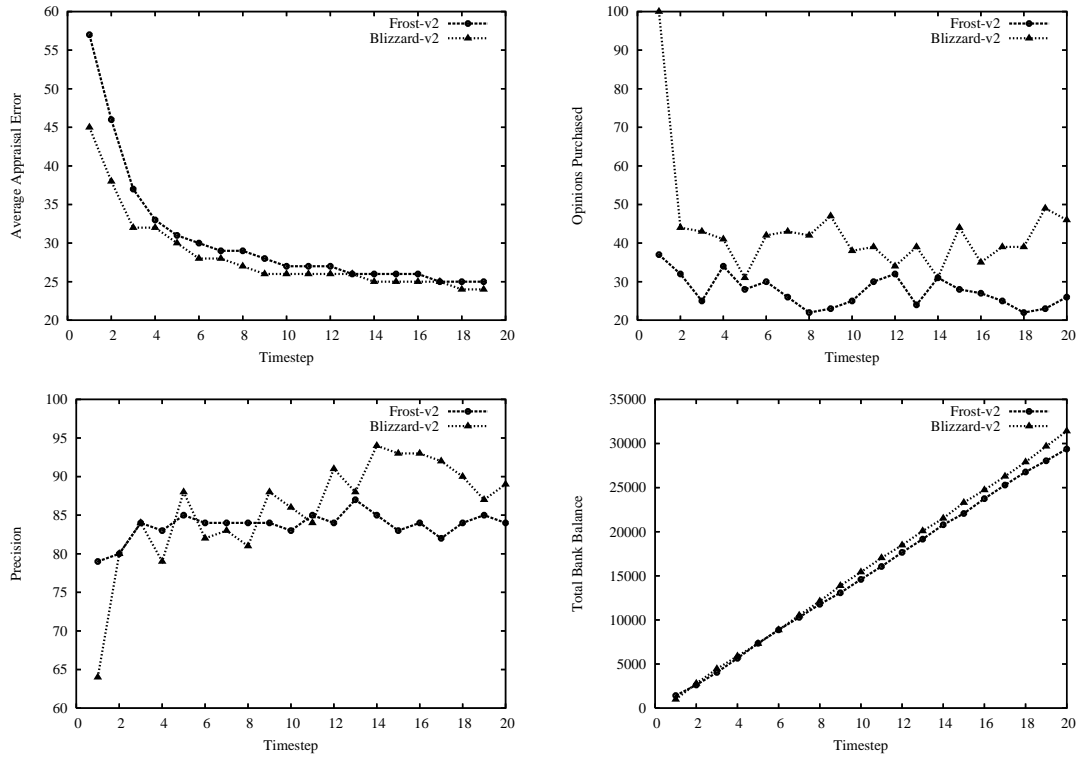 60
55
50
45
40
35
30
25
20
0 2 4 6 8 10 12 14 16 18 20
Average Appraisal Error
Timestep
Frost-v2
Blizzard-v2
100
90
80
70
60
50
40
30
20
0 2 4 6 8 10 12 14 16 18 20
Opinions Purchased
Timestep
Frost-v2
Blizzard-v2
100
95
90
85
80
75
70
65
60
0 2 4 6 8 10 12 14 16 18 20
Precision
Timestep
Frost-v2
Blizzard-v2
35000
30000
25000
20000
15000
10000
5000
0
0 2 4 6 8 10 12 14 16 18 20
Total Bank Balance
Timestep
Frost-v2
Blizzard-v2